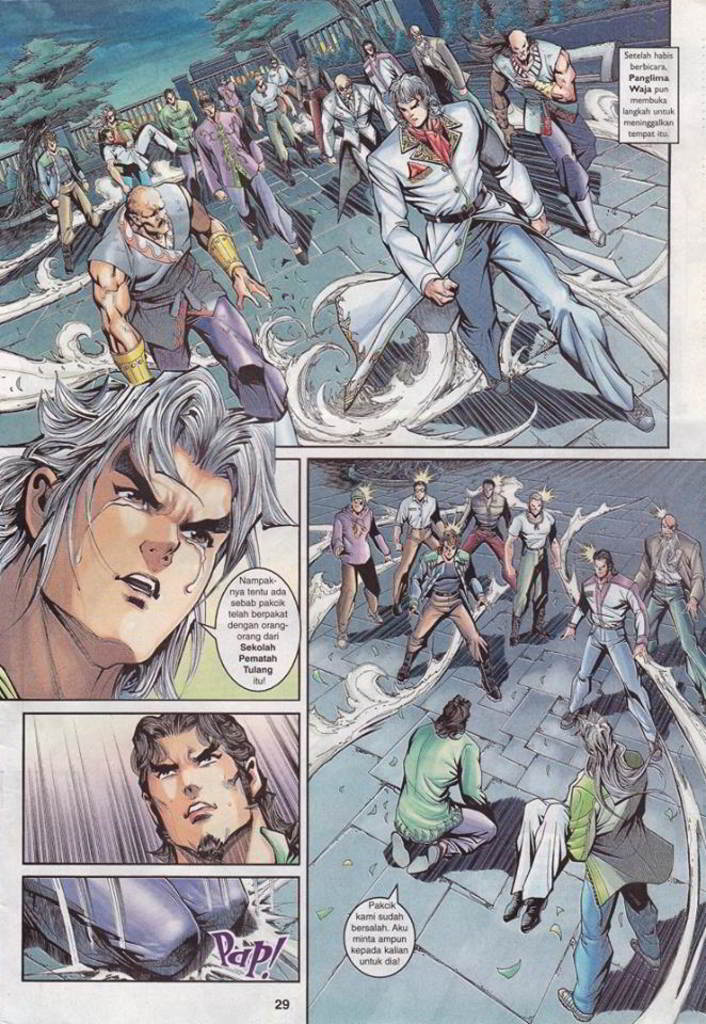 Setelah habis
berbicara,
Panglima
Waja pun
membuka
langkah untuk
meninggalkan
tempat itu.
Nampak-
nya tentu ada
sebab pakcik
telah berpakat
dengan orang-
orang dari
Sekolah
Pematah
Tulang
itu!
Pap!
Pakcik
kami sudah
bersalah. Aku
minta ampun
kepada kalian
untuk dia!
29